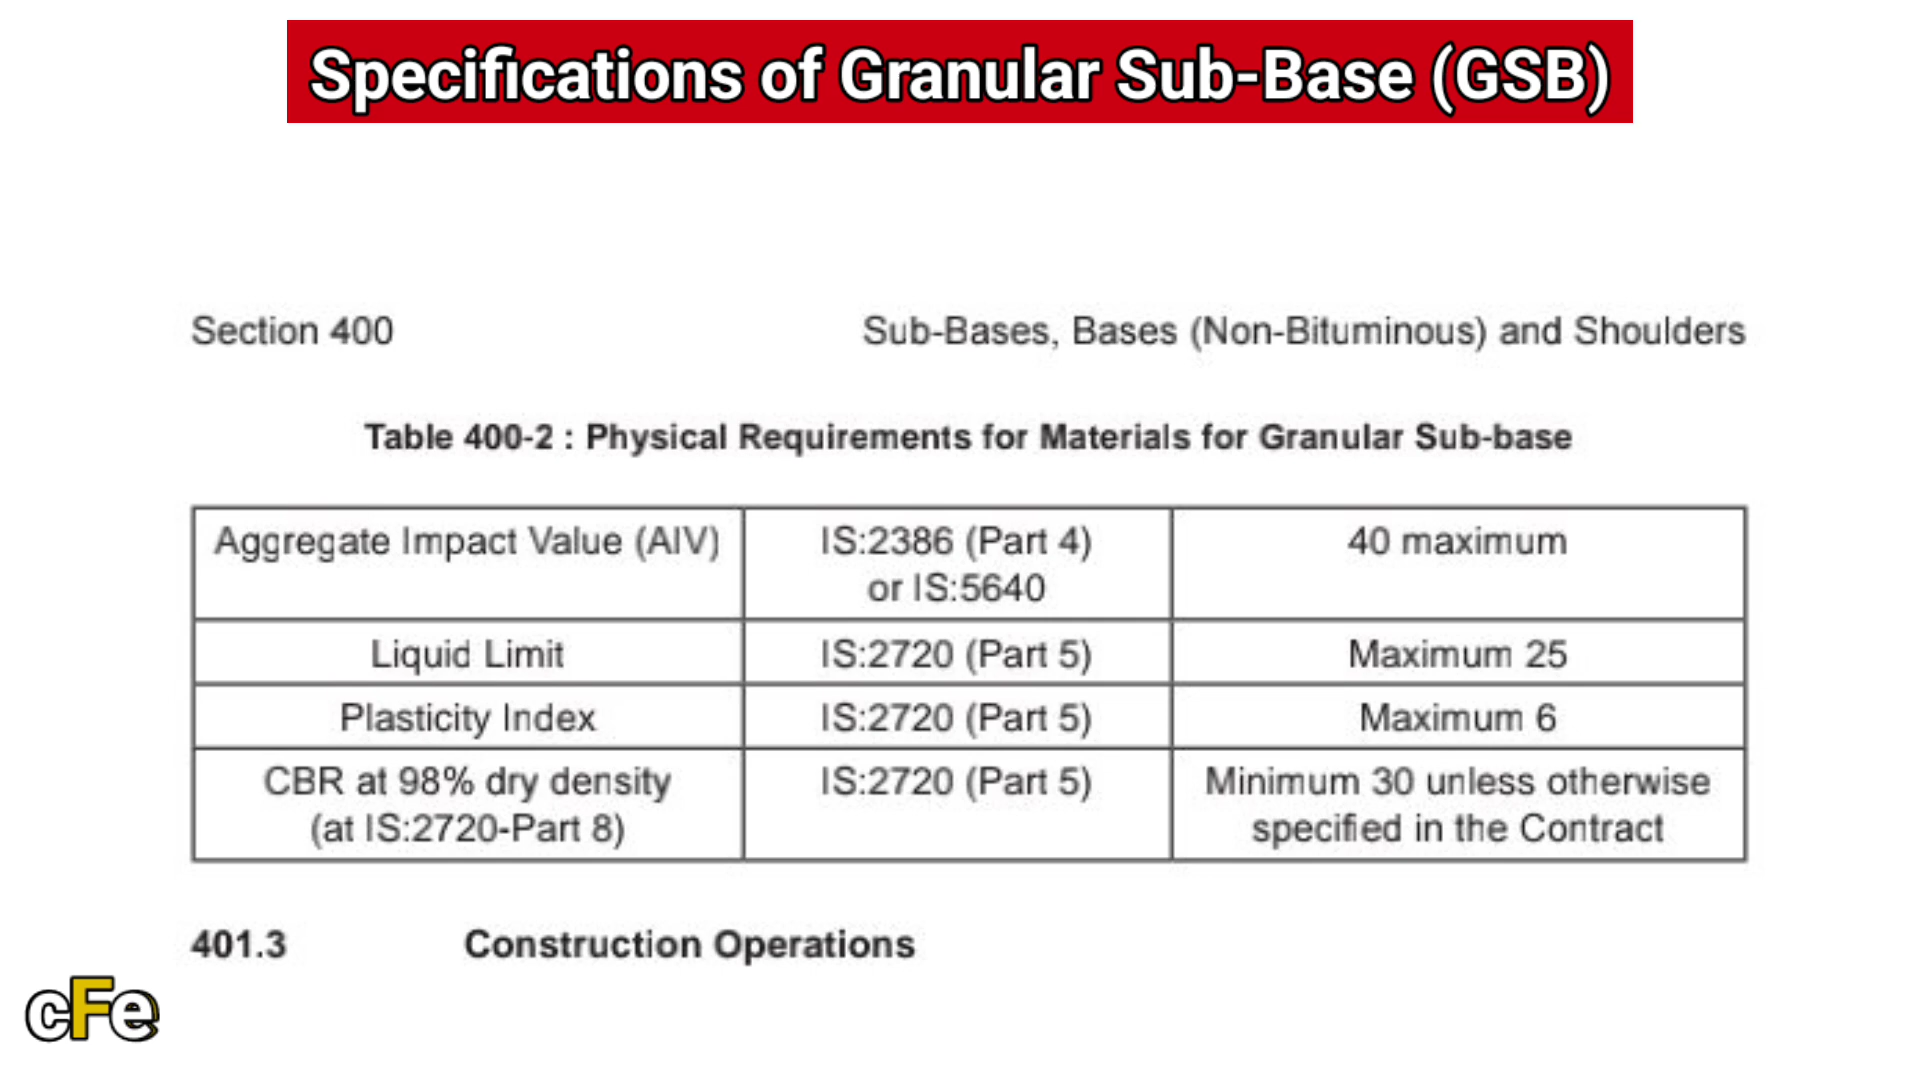 Specifications of Granular Sub-Base (GSB)
Section 400 Sub-Bases, Bases (Non-Bituminous) and Shoulders
Table 400-2 : Physical Requirements for Materials for Granular Sub-base
Aggregate Impact Value (AIV) IS:2386 (Part 4) 40 maximum
or IS:5640
Liquid Limit IS:2720 (Part 5) Maximum 25
Plasticity Index IS:2720 (Part 5) Maximum 6
CBR at 98% dry density IS:2720 (Part 5) Minimum 30 unless otherwise
(at IS:2720-Part 8) specified in the Contract
401.3 Construction Operations
cFe